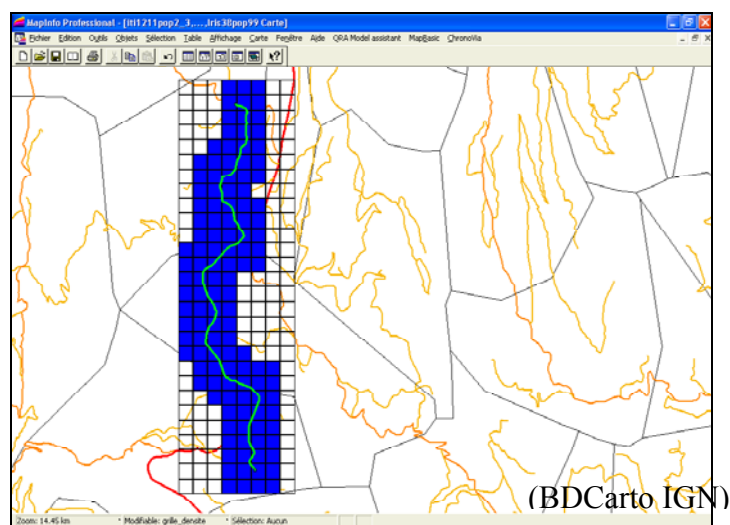 MapInfo Professional - [iti1211pop2_3,...,Iris38pop99 Carte]
Fichier Edition Outils Objets Sélection Table Affichage Carte Fenêtre Aide QRA Model assistant MapBasic ChronoVia
(BDCarto IGN)
Zoom: 14.45 km Modifiable: grille_densite Sélection: Aucun